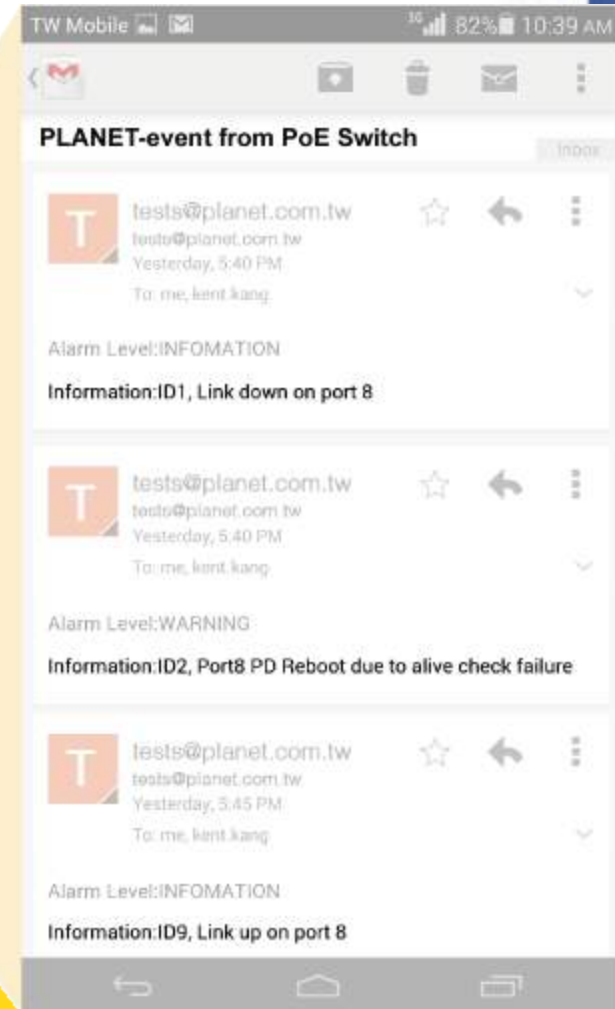 TW Mobile 3G 82% 10:39 AM
PLANET-event from PoE Switch
Inbox
T
tests@planet.com.tw
tests@planet.com.tw
Yesterday, 5:40 PM
To: me, kent.kang
Alarm Level:INFOMATION
Information:ID1, Link down on port 8
T
tests@planet.com.tw
tests@planet.com.tw
Yesterday, 5:40 PM
To: me, kent.kang
Alarm Level:WARNING
Information:ID2, Port8 PD Reboot due to alive check failure
T
tests@planet.com.tw
tests@planet.com.tw
Yesterday, 5:45 PM
To: me, kent.kang
Alarm Level:INFOMATION
Information:ID9, Link up on port 8